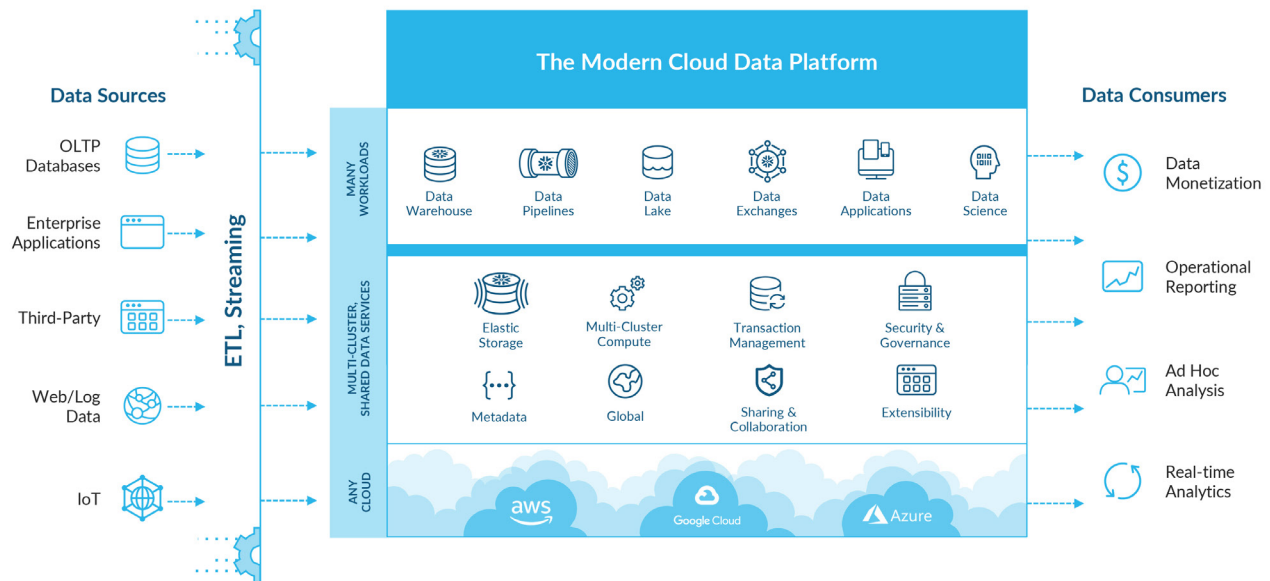 The Modern Cloud Data Platform
Data Sources
OLTP
Databases
Enterprise
Applications
Third-Party
Web/Log
Data
IoT
ETL, Streaming
MANY
WORKLOADS
Data
Warehouse
Data
Pipelines
Data
Lake
Data
Exchanges
Data
Applications
Data
Science
MULTI-CLUSTER,
SHARED DATA SERVICES
Elastic
Storage
Multi-Cluster
Compute
Transaction
Management
Security &
Governance
Metadata
Global
Sharing &
Collaboration
Extensibility
ANY
CLOUD
aws
Google Cloud
Azure
Data Consumers
Data
Monetization
Operational
Reporting
Ad Hoc
Analysis
Real-time
Analytics